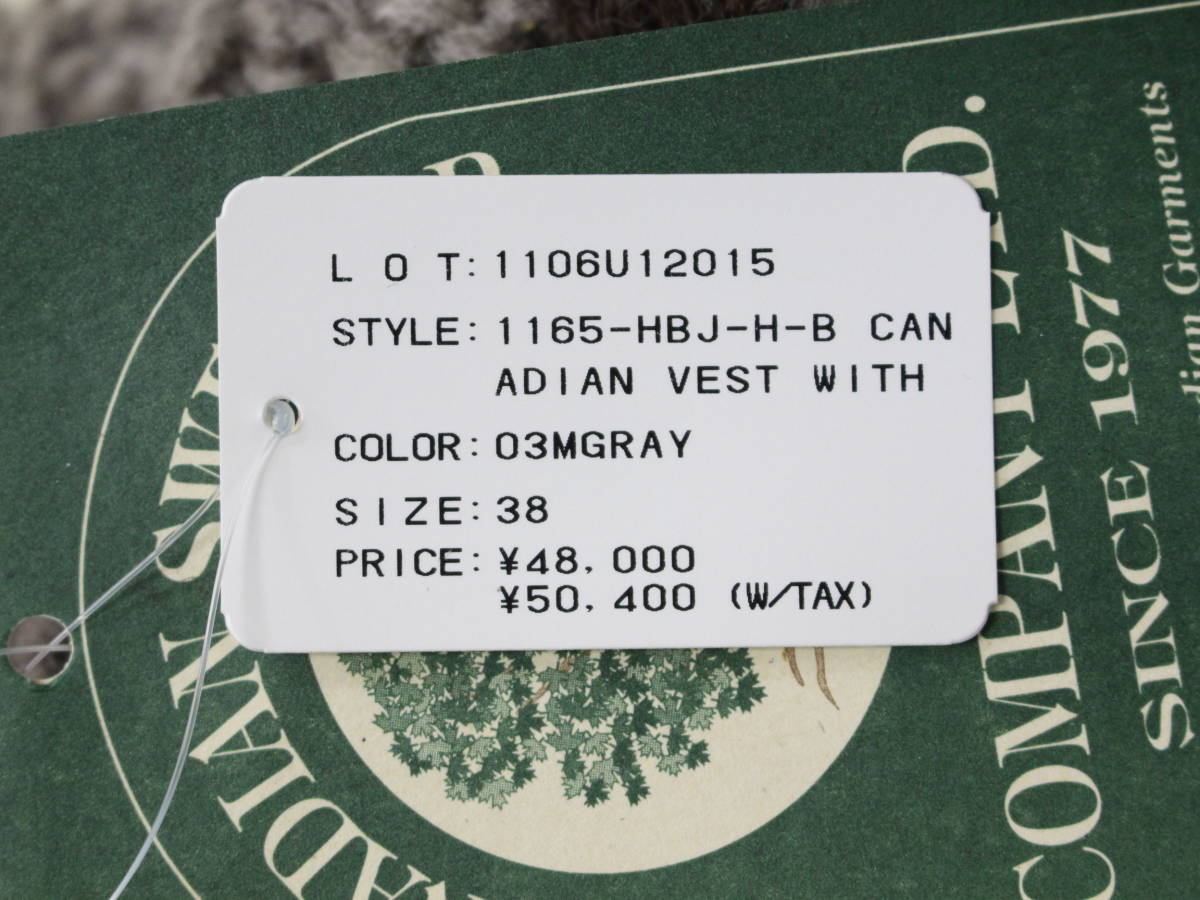 L O T: 1106U12015
STYLE: 1165-HBJ-H-B CAN
ADIAN VEST WITH
COLOR: 03MGRAY
SIZE: 38
PRICE: ¥48,000
¥50,400 (W/TAX)
COMPANY LTD.
SINCE 1977
Garments